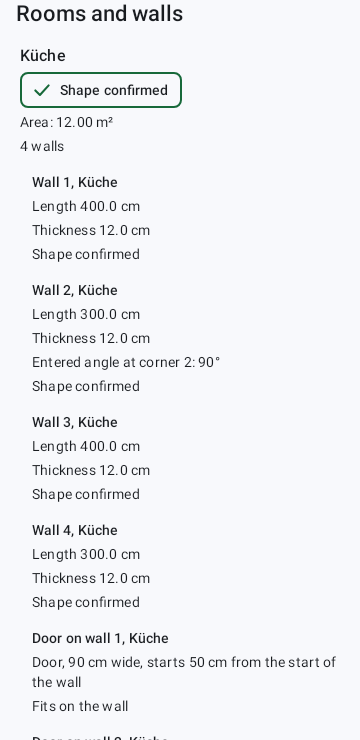 Rooms and walls
Küche
Shape confirmed
Area: 12.00 m²
4 walls
Wall 1, Küche
Length 400.0 cm
Thickness 12.0 cm
Shape confirmed
Wall 2, Küche
Length 300.0 cm
Thickness 12.0 cm
Entered angle at corner 2: 90°
Shape confirmed
Wall 3, Küche
Length 400.0 cm
Thickness 12.0 cm
Shape confirmed
Wall 4, Küche
Length 300.0 cm
Thickness 12.0 cm
Shape confirmed
Door on wall 1, Küche
Door, 90 cm wide, starts 50 cm from the start of
the wall
Fits on the wall